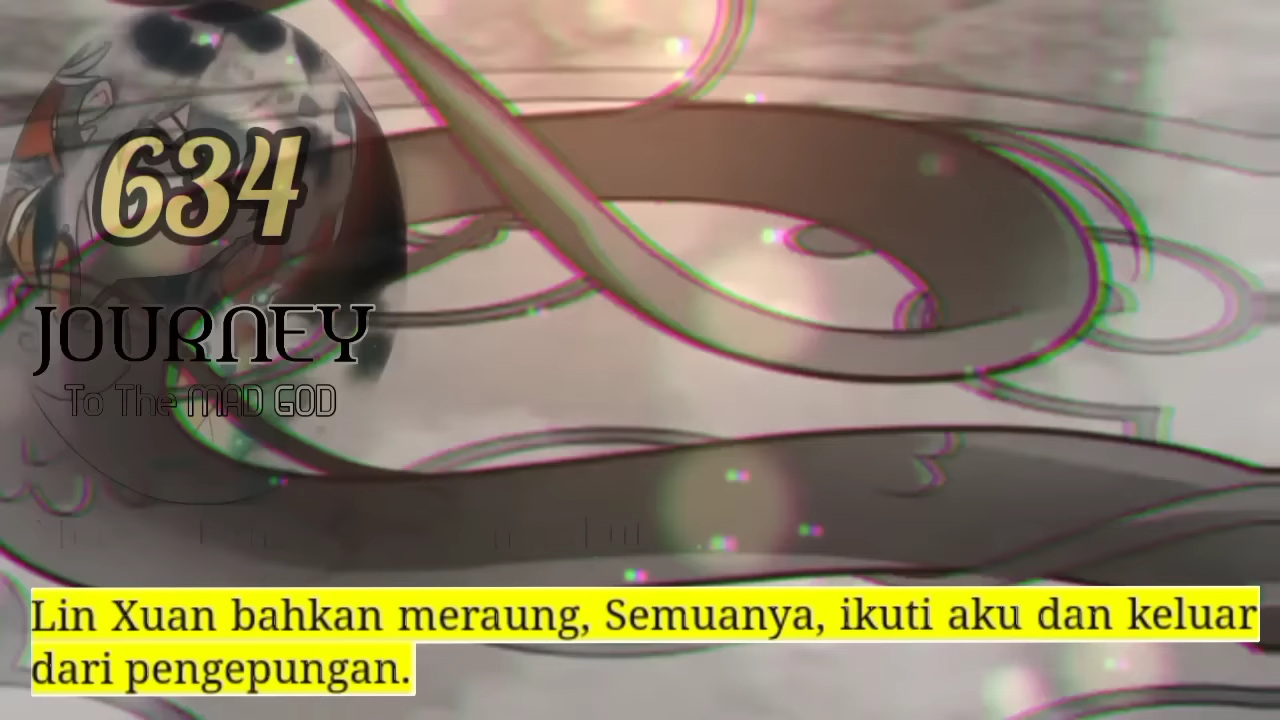 634
JOURNEY
To The MAD GOD
Lin Xuan bahkan meraung, Semuanya, ikuti aku dan keluar
dari pengepungan.